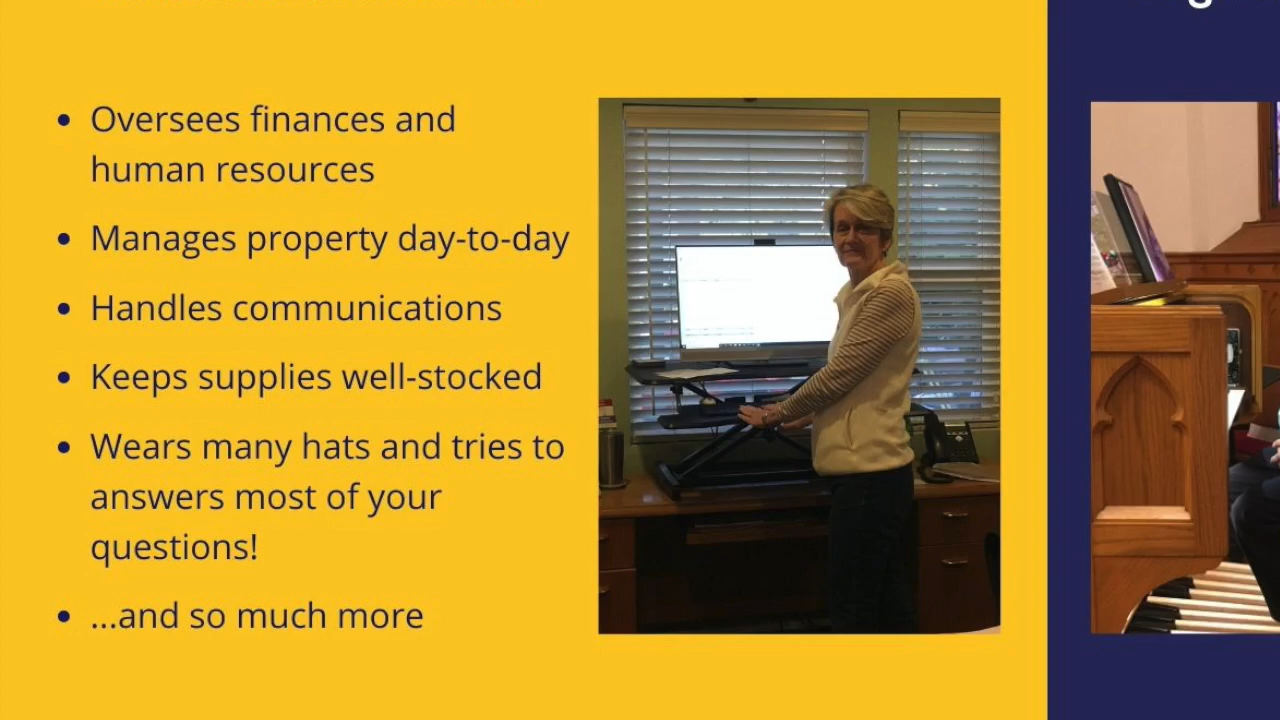 • Oversees finances and
human resources
• Manages property day-to-day
• Handles communications
• Keeps supplies well-stocked
• Wears many hats and tries to
answers most of your
questions!
• ...and so much more